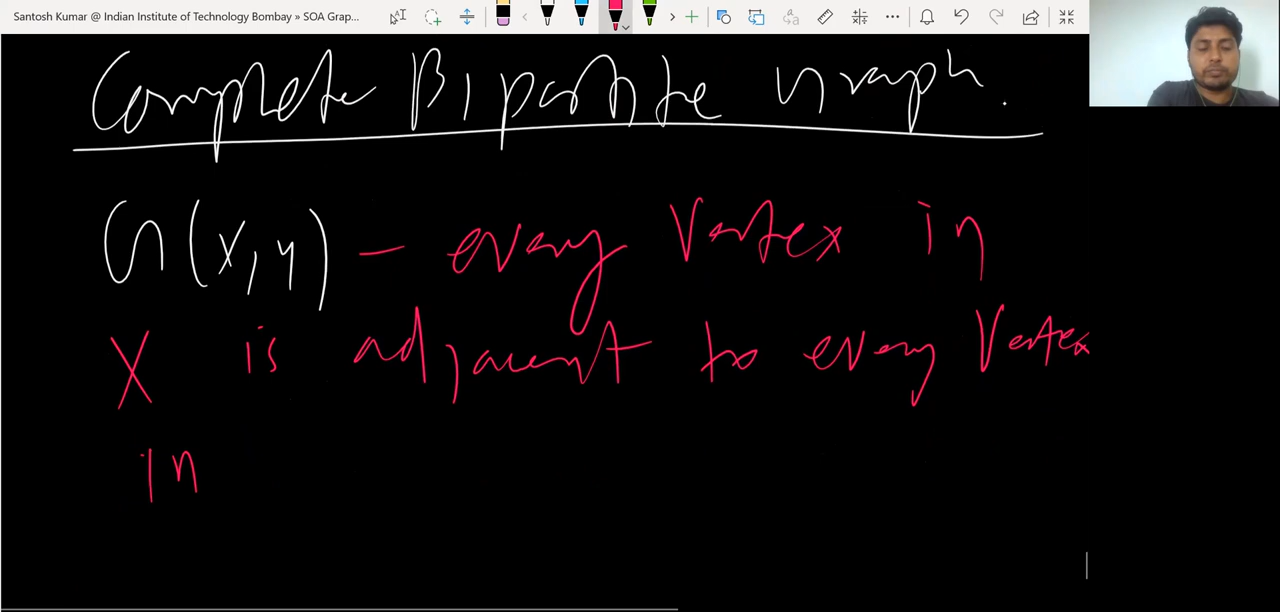 Santosh Kumar @ Indian Institute of Technology Bombay » SOA Grap...
Complete Bipartite Graph.
G(X,Y) - every Vertex in
X is adjacent to every Vertex
in